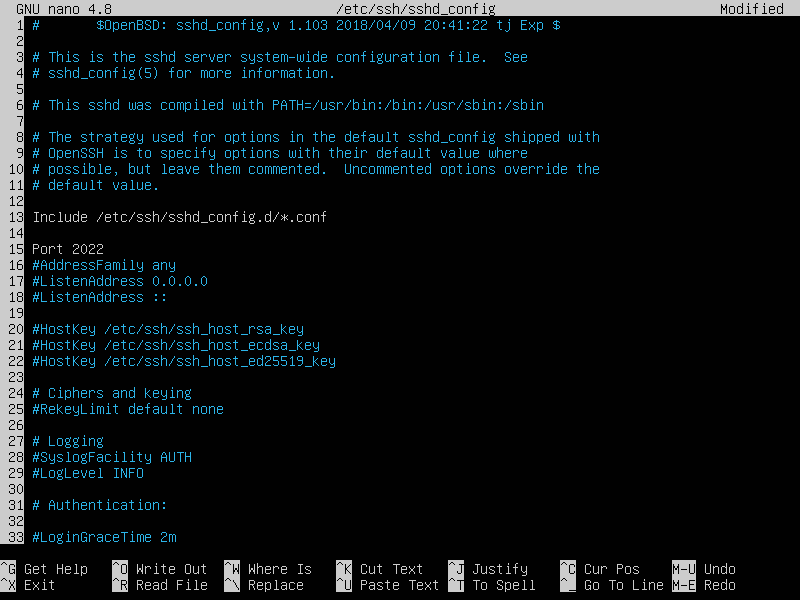 GNU nano 4.8 /etc/ssh/sshd_config Modified
1 # $OpenBSD: sshd_config,v 1.103 2018/04/09 20:41:22 tj Exp $
2
3 # This is the sshd server system-wide configuration file.  See
4 # sshd_config(5) for more information.
5
6 # This sshd was compiled with PATH=/usr/bin:/bin:/usr/sbin:/sbin
7
8 # The strategy used for options in the default sshd_config shipped with
9 # OpenSSH is to specify options with their default value where
10 # possible, but leave them commented.  Uncommented options override the
11 # default value.
12
13 Include /etc/ssh/sshd_config.d/*.conf
14
15 Port 2022
16 #AddressFamily any
17 #ListenAddress 0.0.0.0
18 #ListenAddress ::
19
20 #HostKey /etc/ssh/ssh_host_rsa_key
21 #HostKey /etc/ssh/ssh_host_ecdsa_key
22 #HostKey /etc/ssh/ssh_host_ed25519_key
23
24 # Ciphers and keying
25 #RekeyLimit default none
26
27 # Logging
28 #SyslogFacility AUTH
29 #LogLevel INFO
30
31 # Authentication:
32
33 #LoginGraceTime 2m
^G Get Help ^O Write Out ^W Where Is ^K Cut Text ^J Justify ^C Cur Pos M-U Undo
^X Exit ^R Read File ^\ Replace ^U Paste Text ^T To Spell ^_ Go To Line M-E Redo